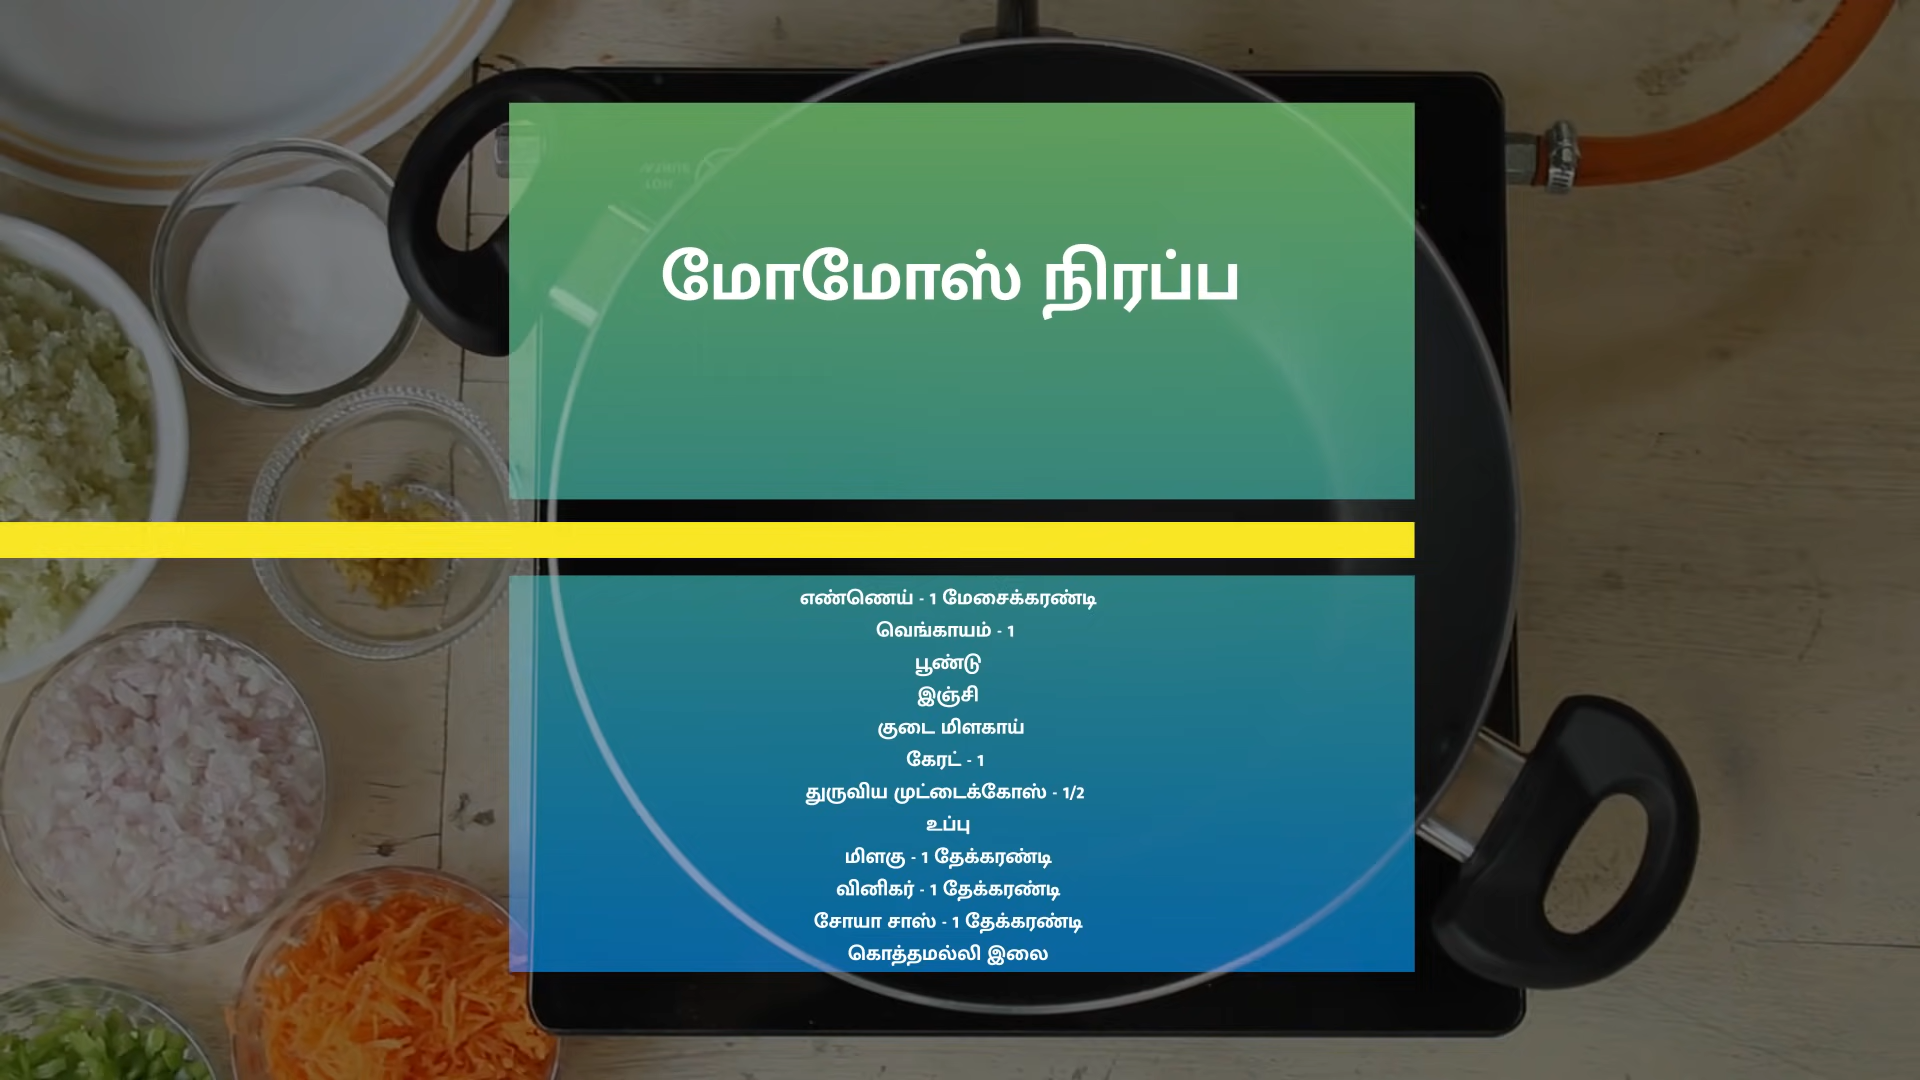 மோமோஸ் நிரப்ப
எண்ணெய் - 1 மேசைக்கரண்டி
வெங்காயம் - 1
பூண்டு
இஞ்சி
குடை மிளகாய்
கேரட் - 1
துருவிய முட்டைக்கோஸ் - 1/2
உப்பு
மிளகு - 1 தேக்கரண்டி
வினிகர் - 1 தேக்கரண்டி
சோயா சாஸ் - 1 தேக்கரண்டி
கொத்தமல்லி இலை